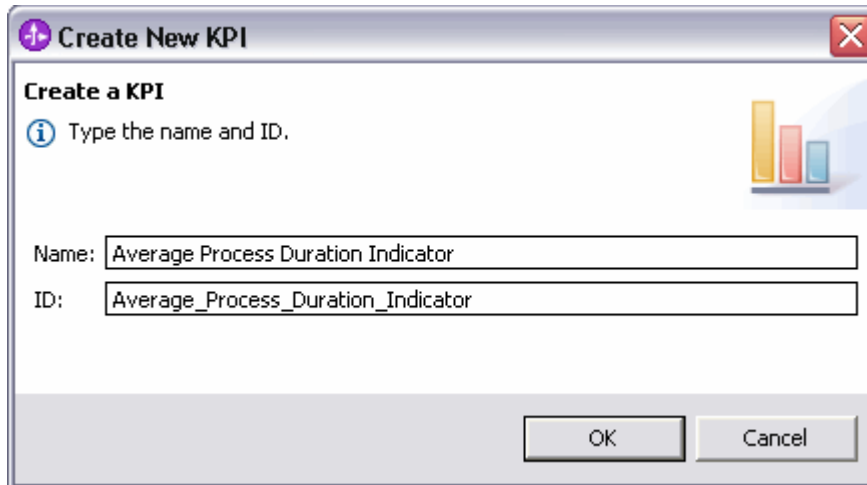 Create New KPI
Create a KPI
Type the name and ID.
Name: Average Process Duration Indicator
ID: Average_Process_Duration_Indicator
OK Cancel